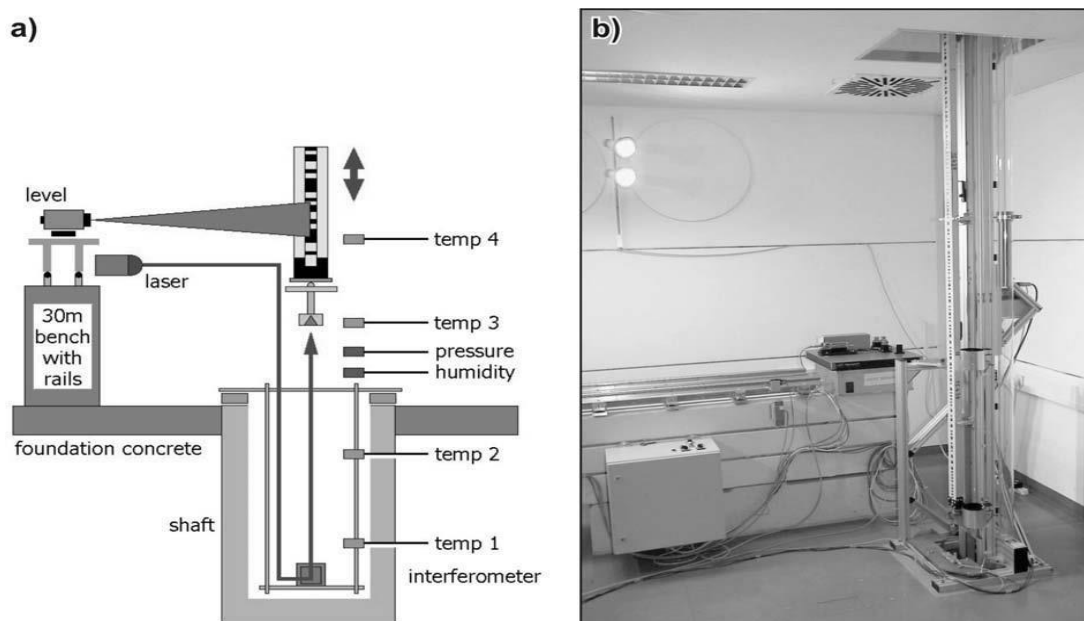 a)
level
laser
30m
bench
with
rails
foundation concrete
shaft
temp 4
temp 3
pressure
humidity
temp 2
temp 1
interferometer
b)